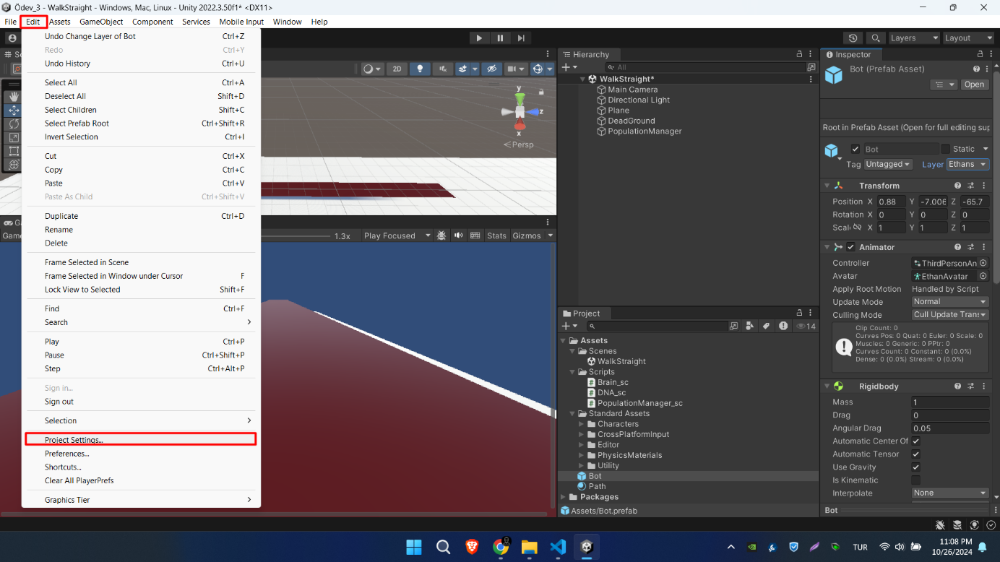 Ödev_3 - WalkStraight - Windows, Mac, Linux - Unity 2022.3.50f1* <DX11>
File Edit Assets GameObject Component Services Mobile Input Window Help
Undo Change Layer of Bot Ctrl+Z
Redo Ctrl+Y
Undo History Ctrl+U
Select All Ctrl+A
Deselect All Shift+D
Select Children Shift+C
Select Prefab Root Ctrl+Shift+R
Invert Selection Ctrl+I
Cut Ctrl+X
Copy Ctrl+C
Paste Ctrl+V
Paste As Child Ctrl+Shift+V
Duplicate Ctrl+D
Rename
Delete
Frame Selected in Scene
Frame Selected in Window under Cursor F
Lock View to Selected Shift+F
Find Ctrl+F
Search
Play Ctrl+P
Pause Ctrl+Shift+P
Step Ctrl+Alt+P
Sign in...
Sign out
Selection
Project Settings...
Preferences...
Shortcuts...
Clear All PlayerPrefs
Graphics Tier
Layers Layout
Sc
2D
y
z
x
Persp
Ga
Game
1.3x Play Focused Stats Gizmos
Hierarchy
All
WalkStraight*
Main Camera
Directional Light
Plane
DeadGround
PopulationManager
Project
14
Assets
Scenes
WalkStraight
Scripts
Brain_sc
DNA_sc
PopulationManager_sc
Standard Assets
Characters
CrossPlatformInput
Editor
PhysicsMaterials
Utility
Bot
Path
Packages
Assets/Bot.prefab
Inspector
Bot (Prefab Asset)
Open
Root in Prefab Asset (Open for full editing sup
Bot Static
Tag Untagged Layer Ethans
Transform
Position X 0.88 Y -7.006 Z -65.7
Rotation X 0 Y 0 Z 0
Scale X 1 Y 1 Z 1
Animator
Controller ThirdPersonAn
Avatar EthanAvatar
Apply Root Motion Handled by Script
Update Mode Normal
Culling Mode Cull Update Trans
Clip Count: 0
Curves Pos: 0 Quat: 0 Euler: 0 Scale: 0
Muscles: 0 Generic: 0 PPtr: 0
Curves Count: 0 Constant: 0 (0.0%)
Dense: 0 (0.0%) Stream: 0 (0.0%)
Rigidbody
Mass 1
Drag 0
Angular Drag 0.05
Automatic Center Of
Automatic Tensor
Use Gravity
Is Kinematic
Interpolate None
Bot
TUR
11:08 PM
10/26/2024